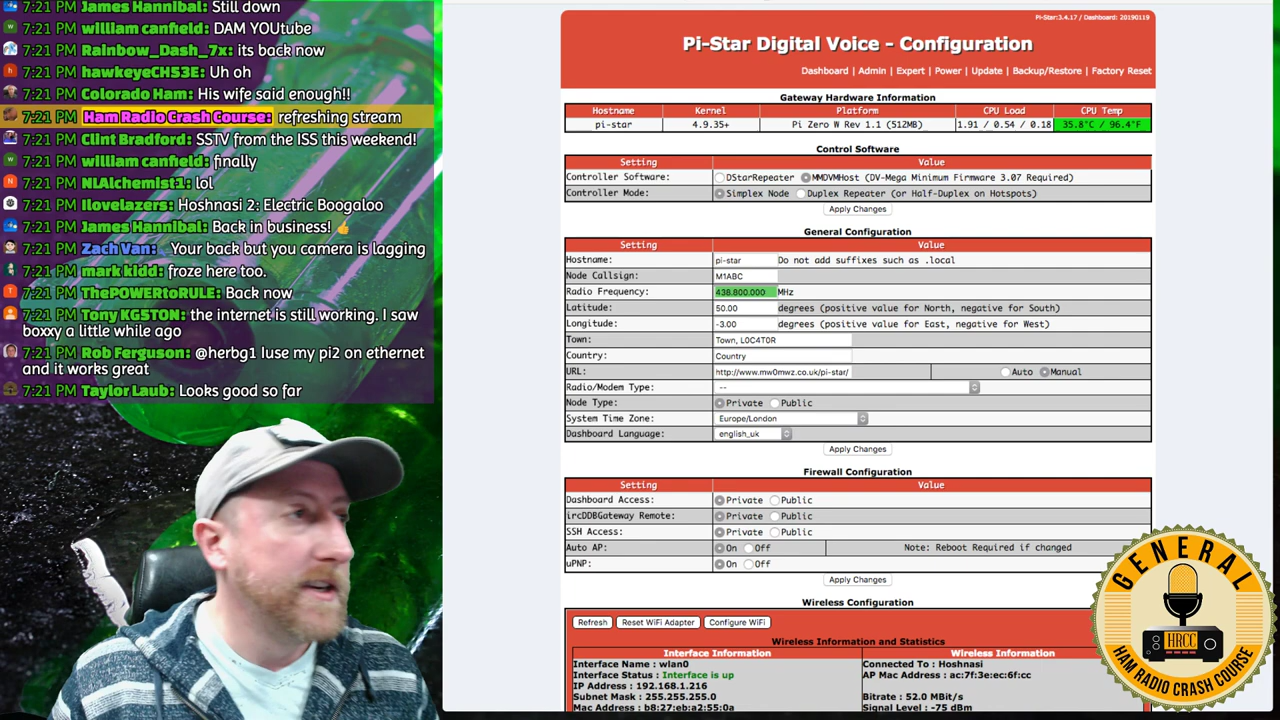 7:21 PM James Hannibal: Still down
7:21 PM william canfield: DAM YOUtube
7:21 PM Rainbow_Dash_7x: its back now
7:21 PM hawkeyeCH53E: Uh oh
7:21 PM Colorado Ham: His wife said enough!!
7:21 PM Ham Radio Crash Course: refreshing stream
7:21 PM Clint Bradford: SSTV from the ISS this weekend!
7:21 PM william canfield: finally
7:21 PM NLAlchemist1: lol
7:21 PM Ilovelazers: Hoshnasi 2: Electric Boogaloo
7:21 PM James Hannibal: Back in business! 👍
7:21 PM Zach Van: Your back but you camera is lagging
7:21 PM mark kidd: froze here too.
7:21 PM ThePOWERtoRULE: Back now
7:21 PM Tony KG5TON: the internet is still working. I saw
boxxy a little while ago
7:21 PM Rob Ferguson: @herbg1 Iuse my pi2 on ethernet
and it works great
7:21 PM Taylor Laub: Looks good so far
Pi-Star:3.4.17 / Dashboard: 20190119
Pi-Star Digital Voice - Configuration
Dashboard | Admin | Expert | Power | Update | Backup/Restore | Factory Reset
Gateway Hardware Information
Hostname Kernel Platform CPU Load CPU Temp
pi-star 4.9.35+ Pi Zero W Rev 1.1 (512MB) 1.91 / 0.54 / 0.18 35.8°C / 96.4°F
Control Software
Setting Value
Controller Software: DStarRepeater MMDVMHost (DV-Mega Minimum Firmware 3.07 Required)
Controller Mode: Simplex Node Duplex Repeater (or Half-Duplex on Hotspots)
Apply Changes
General Configuration
Setting Value
Hostname: pi-star Do not add suffixes such as .local
Node Callsign: M1ABC
Radio Frequency: 438.800.000 MHz
Latitude: 50.00 degrees (positive value for North, negative for South)
Longitude: -3.00 degrees (positive value for East, negative for West)
Town: Town, L0C4T0R
Country: Country
URL: http://www.mw0mwz.co.uk/pi-star/ Auto Manual
Radio/Modem Type: --
Node Type: Private Public
System Time Zone: Europe/London
Dashboard Language: english_uk
Apply Changes
Firewall Configuration
Setting Value
Dashboard Access: Private Public
ircDDBGateway Remote: Private Public
SSH Access: Private Public
Auto AP: On Off Note: Reboot Required if changed
uPNP: On Off
Apply Changes
Wireless Configuration
Refresh Reset WiFi Adapter Configure WiFi
Wireless Information and Statistics
Interface Information Wireless Information
Interface Name : wlan0 Connected To : Hoshnasi
Interface Status : Interface is up AP Mac Address : ac:7f:3e:ec:6f:cc
IP Address : 192.168.1.216
Subnet Mask : 255.255.255.0 Bitrate : 52.0 MBit/s
Mac Address : b8:27:eb:a2:55:0a Signal Level : -75 dBm
GENERAL
HRCC
HAM RADIO CRASH COURSE